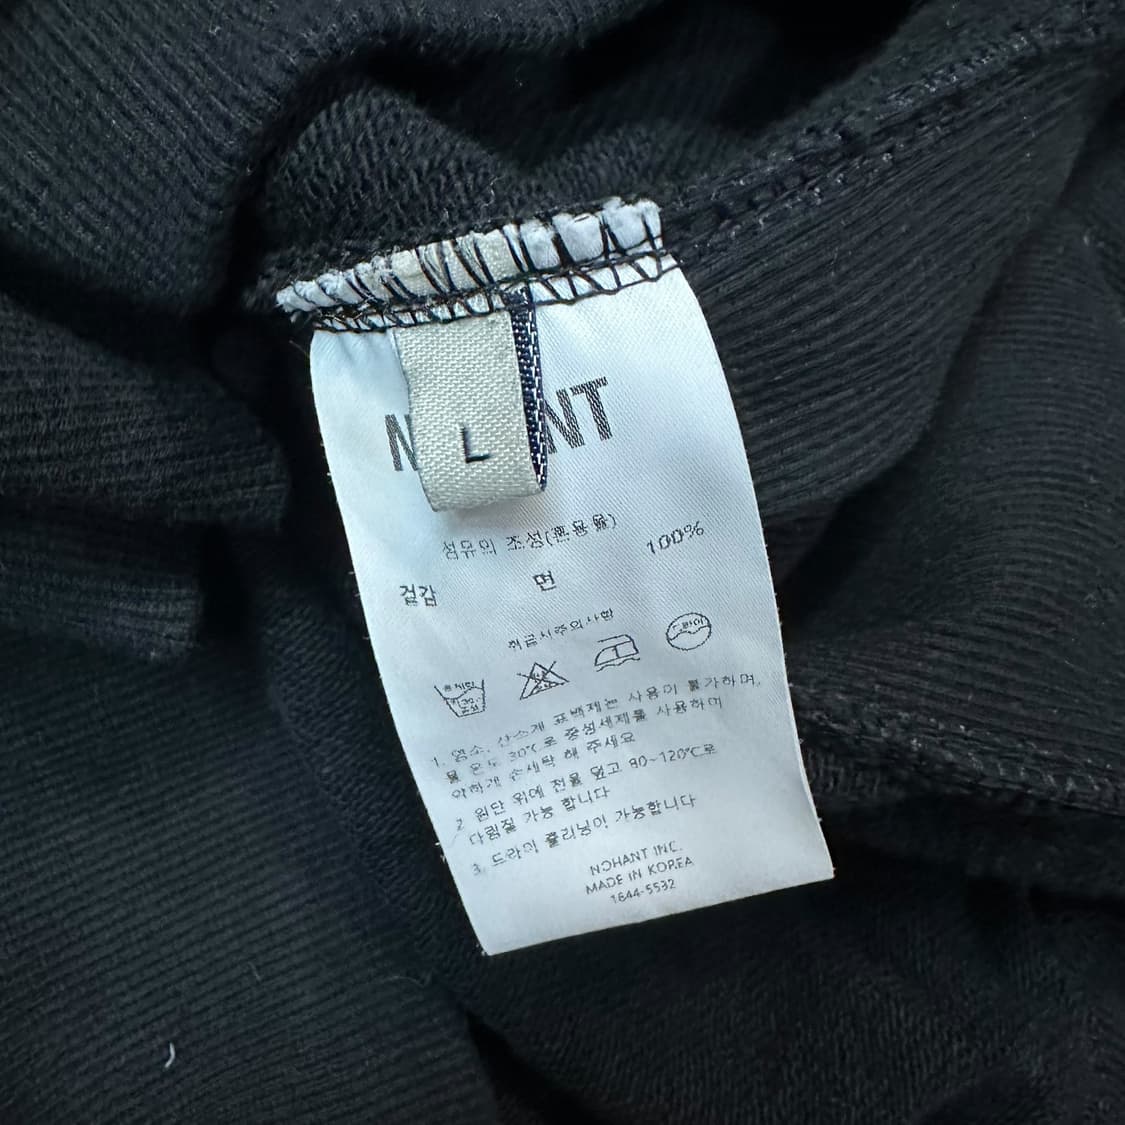 L
섬유의 조성(혼용율)
겉감 면 100%
취급시주의사항
1. 염소, 산소계 표백제는 사용이 불가하며,
물 온도 30℃로 중성세제를 사용하여
약하게 손세탁 해 주세요
2. 원단 위에 천을 덮고 80~120℃로
다림질 가능 합니다
3. 드라이 클리닝이 가능합니다
NOHANT INC.
MADE IN KOREA
1644-5532